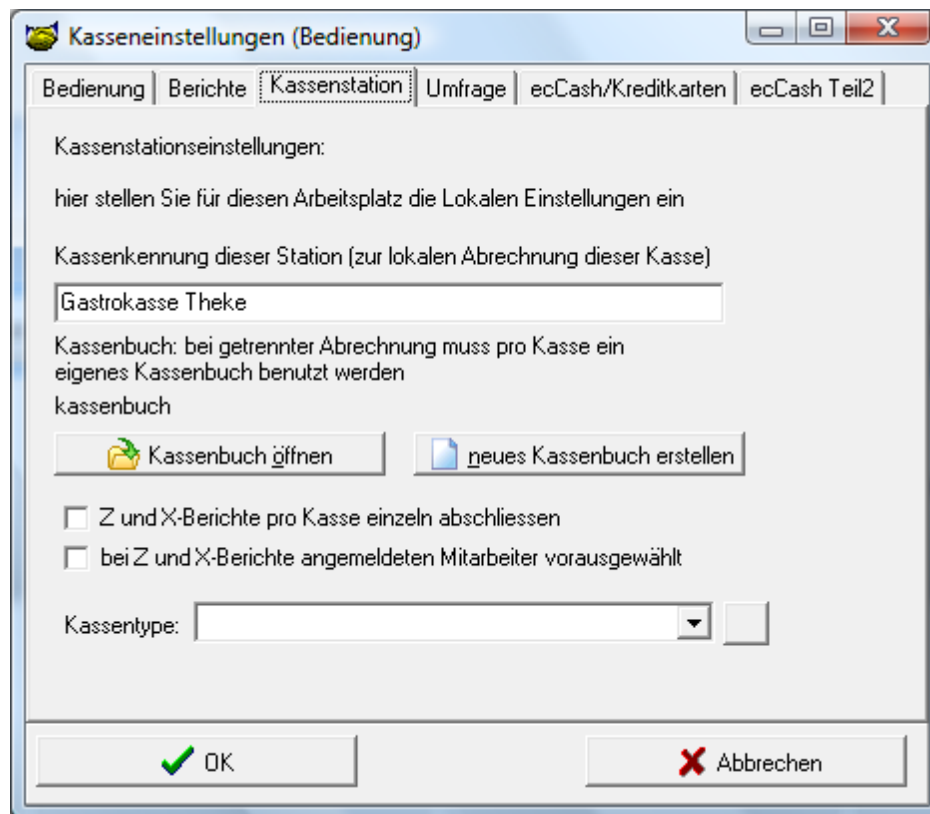 Kasseneinstellungen (Bedienung)
Bedienung Berichte Kassenstation Umfrage ecCash/Kreditkarten ecCash Teil2
Kassenstationseinstellungen:
hier stellen Sie für diesen Arbeitsplatz die Lokalen Einstellungen ein
Kassenkennung dieser Station (zur lokalen Abrechnung dieser Kasse)
Gastrokasse Theke
Kassenbuch: bei getrennter Abrechnung muss pro Kasse ein
eigenes Kassenbuch benutzt werden
kassenbuch
Kassenbuch öffnen neues Kassenbuch erstellen
Z und X-Berichte pro Kasse einzeln abschliessen
bei Z und X-Berichte angemeldeten Mitarbeiter vorausgewählt
Kassentype:
OK Abbrechen